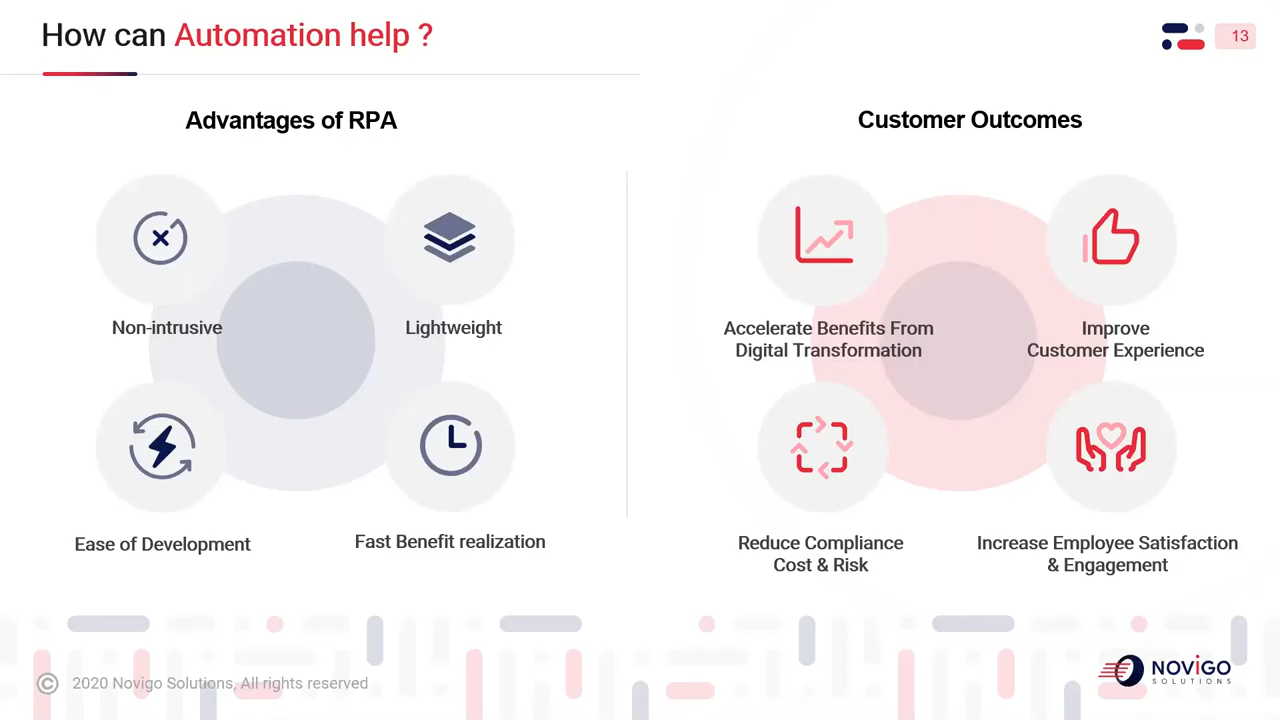 How can Automation help ?
13
Advantages of RPA
Non-intrusive
Lightweight
Ease of Development
Fast Benefit realization
Customer Outcomes
Accelerate Benefits From
Digital Transformation
Improve
Customer Experience
Reduce Compliance
Cost & Risk
Increase Employee Satisfaction
& Engagement
© 2020 Novigo Solutions, All rights reserved
NOVIGO
SOLUTIONS